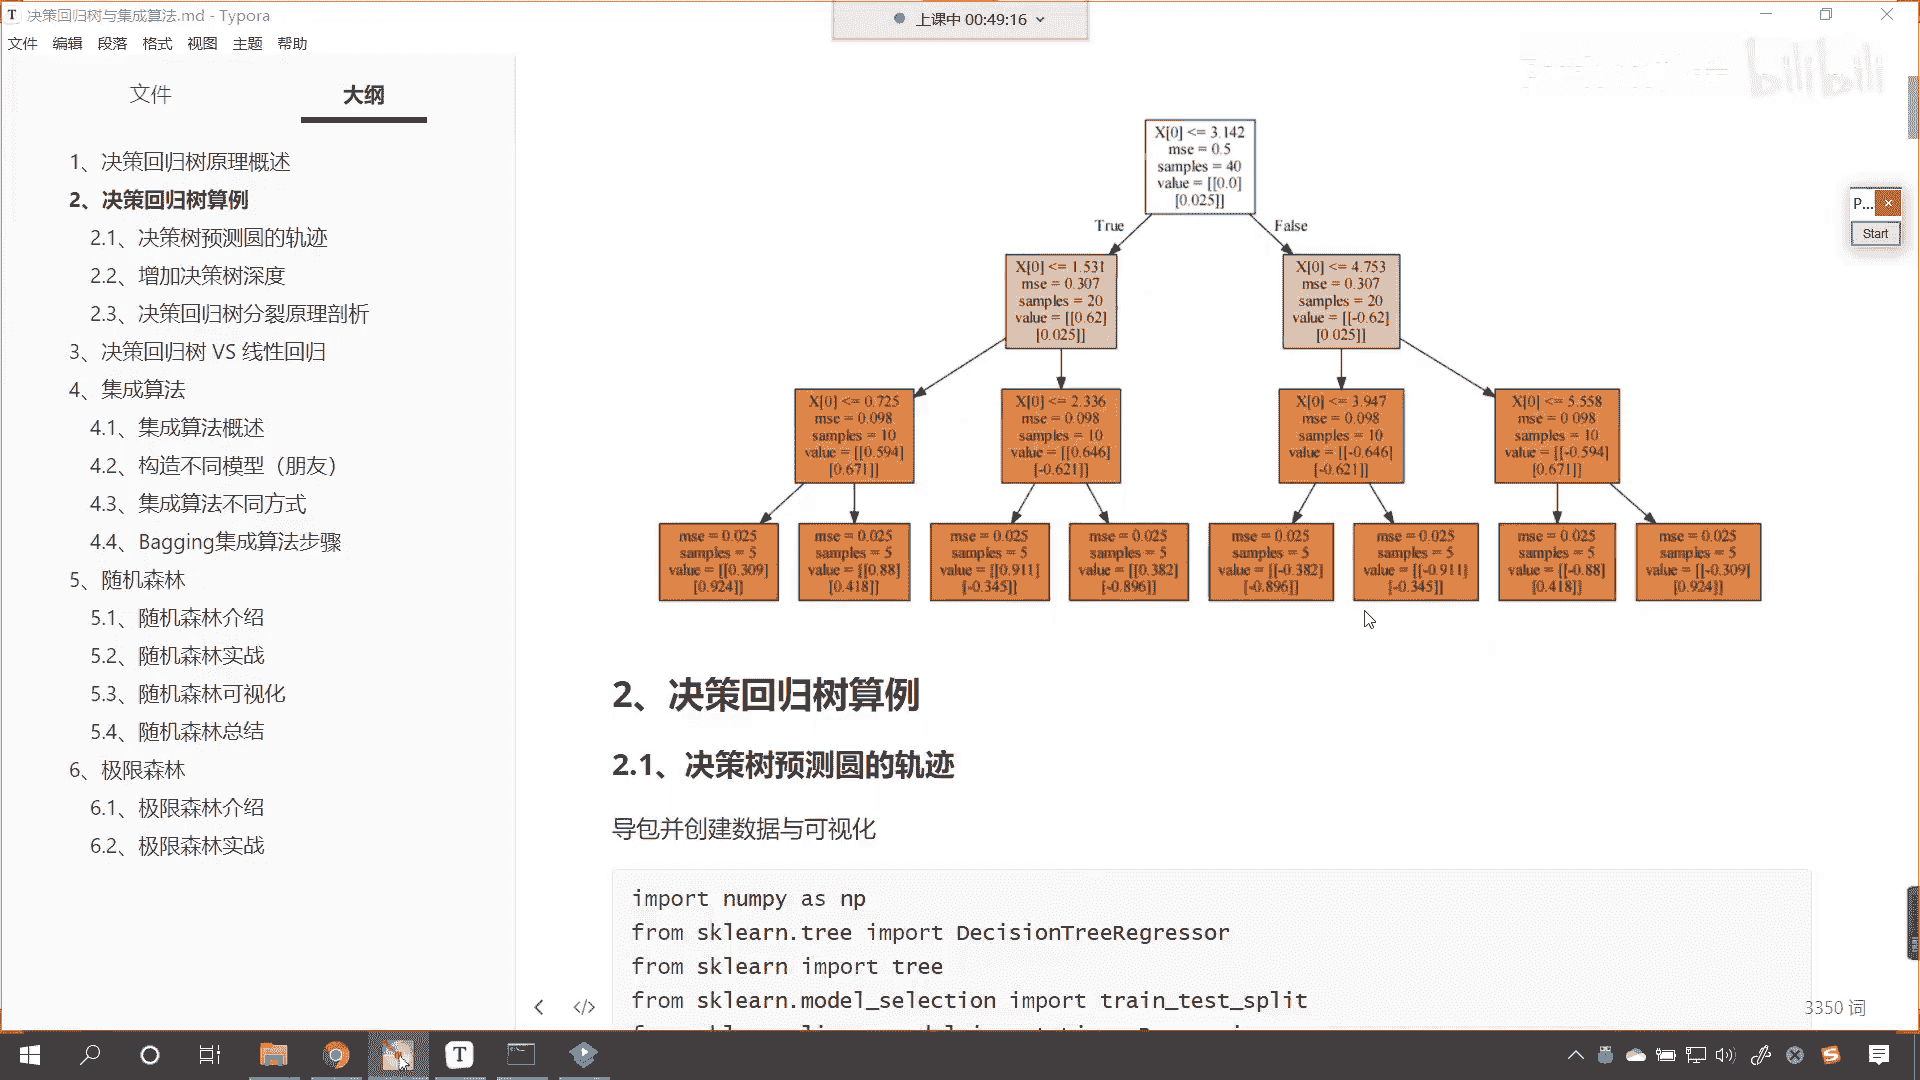 决策回归树与集成算法.md - Typora
上课中 00:49:16
文件 编辑 段落 格式 视图 主题 帮助
bilibili
文件 大纲
1、决策回归树原理概述
2、决策回归树算例
2.1、决策树预测圆的轨迹
2.2、增加决策树深度
2.3、决策回归树分裂原理剖析
3、决策回归树 VS 线性回归
4、集成算法
4.1、集成算法概述
4.2、构造不同模型（朋友）
4.3、集成算法不同方式
4.4、Bagging集成算法步骤
5、随机森林
5.1、随机森林介绍
5.2、随机森林实战
5.3、随机森林可视化
5.4、随机森林总结
6、极限森林
6.1、极限森林介绍
6.2、极限森林实战
X[0] <= 3.142
mse = 0.5
samples = 40
value = [[0.0]
[0.025]]
True
False
X[0] <= 1.531
mse = 0.307
samples = 20
value = [[0.62]
[0.025]]
X[0] <= 4.753
mse = 0.307
samples = 20
value = [[-0.62]
[0.025]]
X[0] <= 0.725
mse = 0.098
samples = 10
value = [[0.594]
[0.671]]
X[0] <= 2.336
mse = 0.098
samples = 10
value = [[0.646]
[-0.621]]
X[0] <= 3.947
mse = 0.098
samples = 10
value = [[-0.646]
[-0.621]]
X[0] <= 5.558
mse = 0.098
samples = 10
value = [[-0.594]
[0.671]]
mse = 0.025
samples = 5
value = [[0.309]
[0.924]]
mse = 0.025
samples = 5
value = [[0.88]
[0.418]]
mse = 0.025
samples = 5
value = [[0.911]
[-0.345]]
mse = 0.025
samples = 5
value = [[0.382]
[-0.896]]
mse = 0.025
samples = 5
value = [[-0.382]
[-0.896]]
mse = 0.025
samples = 5
value = [[-0.911]
[-0.345]]
mse = 0.025
samples = 5
value = [[-0.88]
[0.418]]
mse = 0.025
samples = 5
value = [[-0.309]
[0.924]]
P...
Start
2、决策回归树算例
2.1、决策树预测圆的轨迹
导包并创建数据与可视化
import numpy as np
from sklearn.tree import DecisionTreeRegressor
from sklearn import tree
from sklearn.model_selection import train_test_split
3350 词